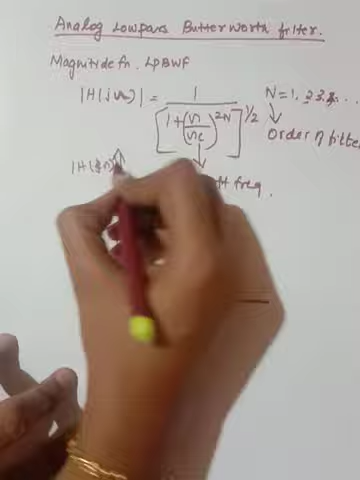 Analog Lowpass Butterworth filter.
Magnitude fn. LPBWF
|H(jΩ)| = 1 / [1+(Ω/Ωc)^2N]^1/2 N=1, 2,3,...
order of filter
freq.
|H(jΩ)|